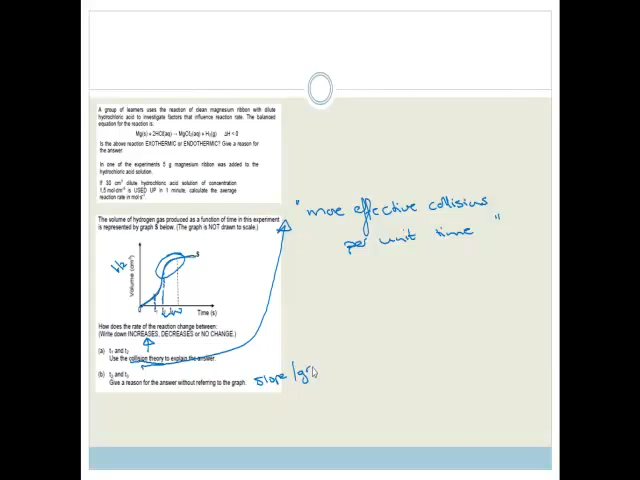 A group of learners uses the reaction of clean magnesium ribbon with dilute
hydrochloric acid to investigate factors that influence reaction rate. The balanced
equation for the reaction is:
Mg(s) + 2HCℓ(aq) → MgCℓ₂(aq) + H₂(g) ΔH < 0
Is the above reaction EXOTHERMIC or ENDOTHERMIC? Give a reason for
the answer.
In one of the experiments 5 g magnesium ribbon was added to the
hydrochloric acid solution.
If 30 cm³ dilute hydrochloric acid solution of concentration
1,5 mol·dm⁻³ is USED UP in 1 minute, calculate the average
reaction rate in mol·s⁻¹.
"more effective collisions
per unit time"
The volume of hydrogen gas produced as a function of time in this experiment
is represented by graph S below. (The graph is NOT drawn to scale.)
S
Volume (cm³)
0
Time (s)
How does the rate of the reaction change between:
(Write down INCREASES, DECREASES or NO CHANGE.)
(a) t₁ and t₂
Use the collision theory to explain the answer.
(b) t₂ and t₃
Give a reason for the answer without referring to the graph.
slope/gr